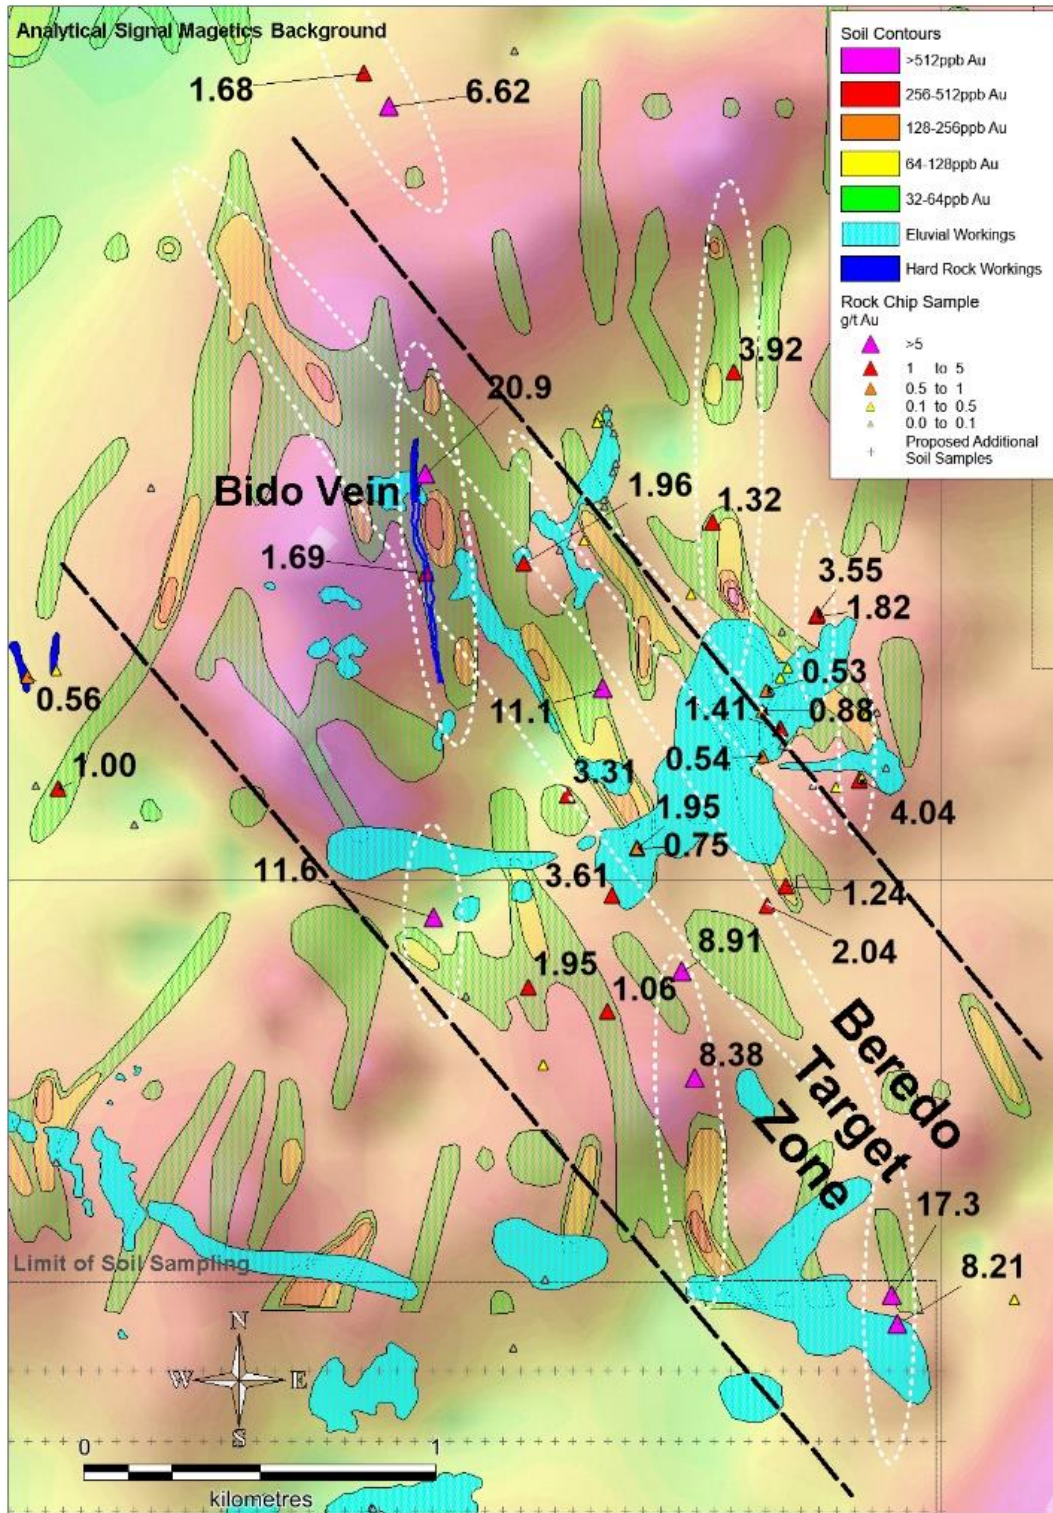 Analytical Signal Magetics Background
Soil Contours
>512ppb Au
256-512ppb Au
128-256ppb Au
64-128ppb Au
32-64ppb Au
Eluvial Workings
Hard Rock Workings
Rock Chip Sample
g/t Au
>5
1 to 5
0.5 to 1
0.1 to 0.5
0.0 to 0.1
Proposed Additional
Soil Samples
1.68
6.62
3.92
20.9
Bido Vein
1.96
1.32
1.69
3.55
1.82
0.56
0.53
11.1
1.41
0.88
0.54
1.00
3.31
1.95
4.04
0.75
11.6
3.61
1.24
2.04
8.91
1.95
1.06
8.38
Beredo
Target
Zone
17.3
8.21
Limit of Soil Sampling
N
W
E
S
0
1
kilometres